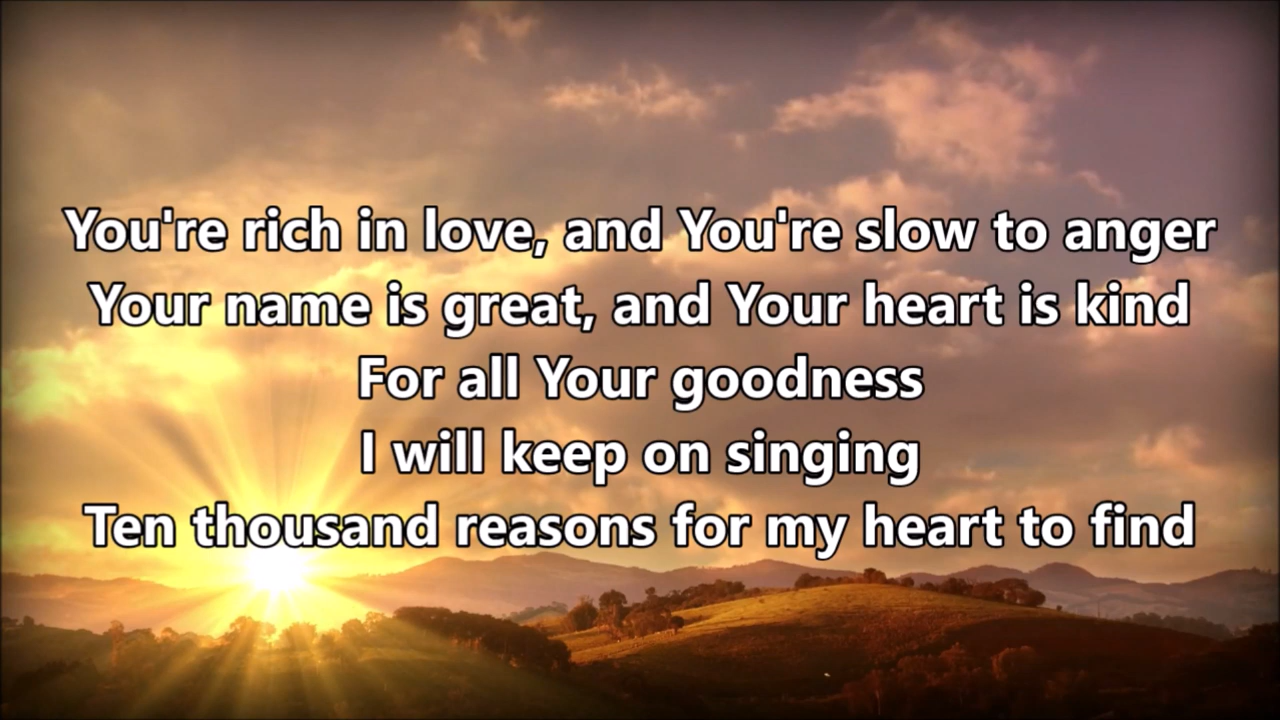 You're rich in love, and You're slow to anger
Your name is great, and Your heart is kind
For all Your goodness
I will keep on singing
Ten thousand reasons for my heart to find